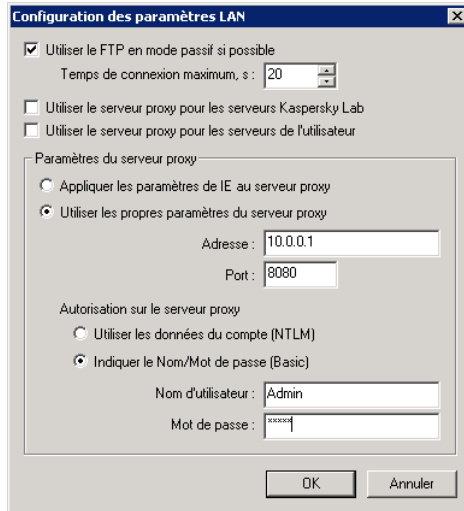 Configuration des paramètres LAN
Utiliser le FTP en mode passif si possible
Temps de connexion maximum, s : 20
Utiliser le serveur proxy pour les serveurs Kaspersky Lab
Utiliser le serveur proxy pour les serveurs de l'utilisateur
Paramètres du serveur proxy
Appliquer les paramètres de IE au serveur proxy
Utiliser les propres paramètres du serveur proxy
Adresse : 10.0.0.1
Port : 8080
Autorisation sur le serveur proxy
Utiliser les données du compte (NTLM)
Indiquer le Nom/Mot de passe (Basic)
Nom d'utilisateur : Admin
Mot de passe : *****
OK Annuler